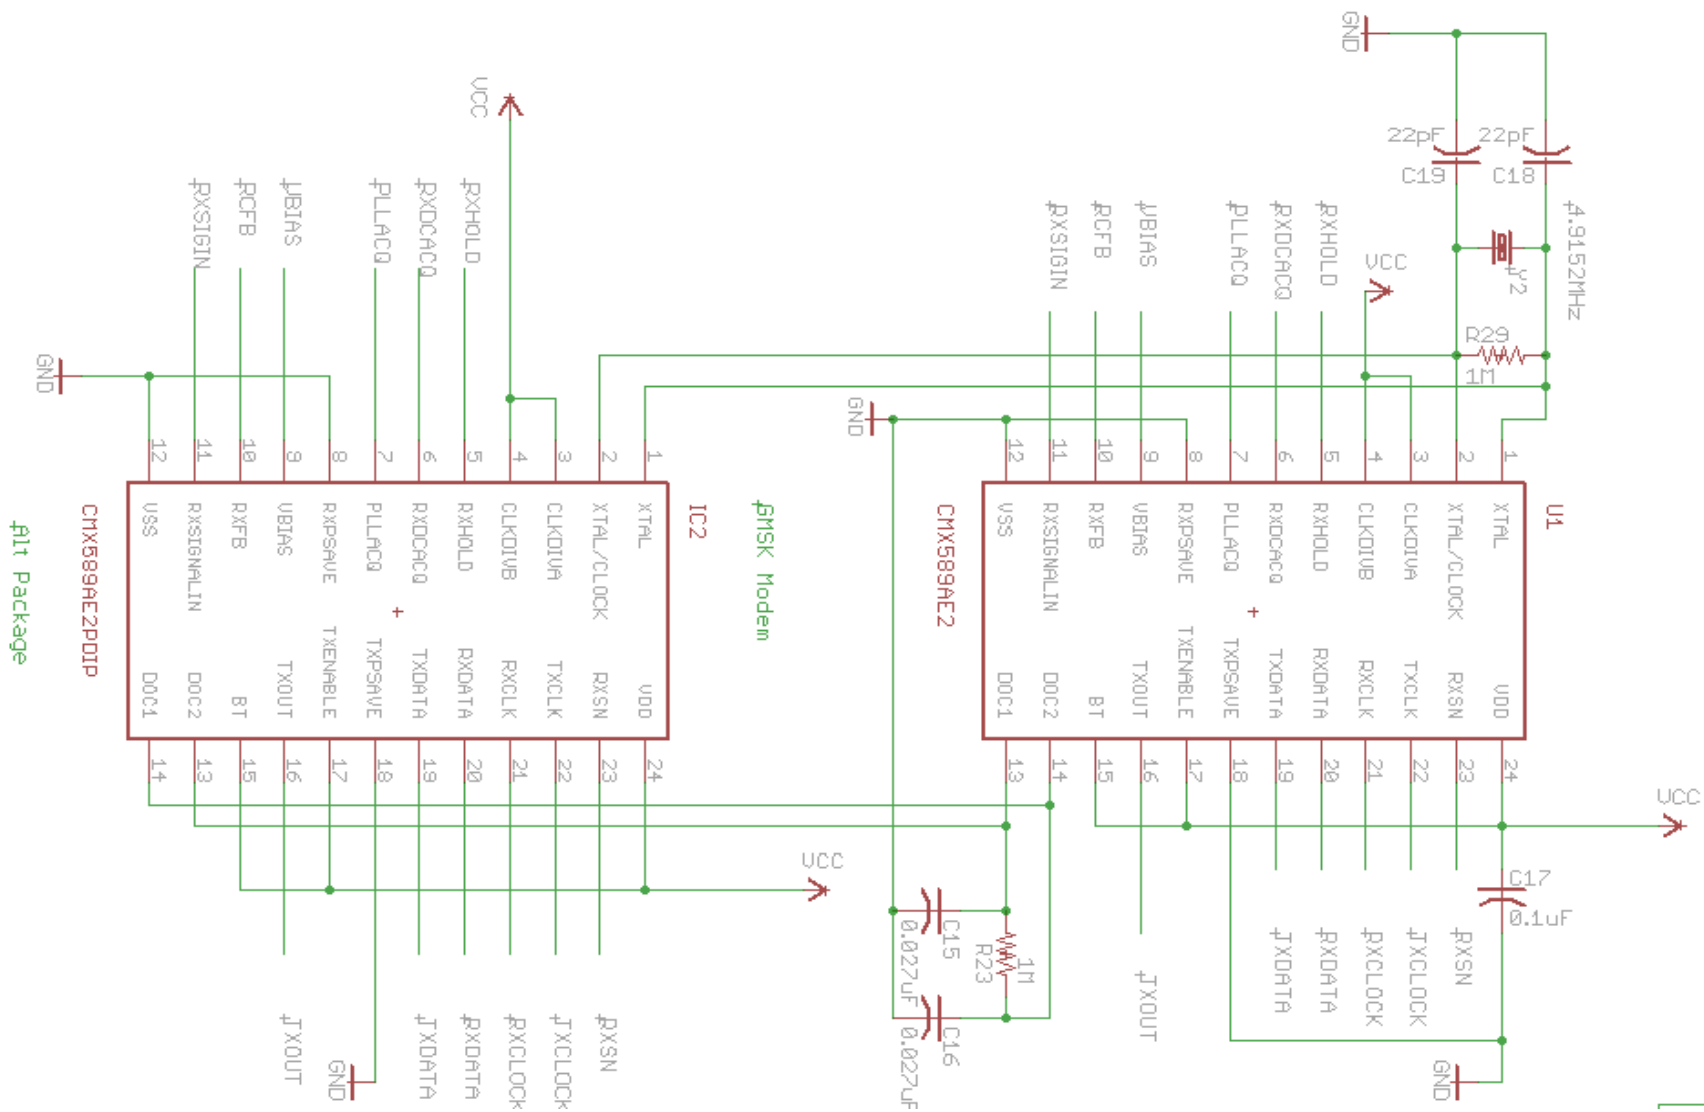 GND
22pF
22pF
C19
C18
4.9152MHz
Y2
R29
1M
VCC
RXSIGIN
RCFB
VBIAS
PLLACQ
RXDCACQ
RXHOLD
VCC
RXSIGIN
RCFB
VBIAS
PLLACQ
RXDCACQ
RXHOLD
GND
GND
12
11
10
9
8
7
6
5
4
3
2
1
12
11
10
9
8
7
6
5
4
3
2
1
Alt Package
CMX589AE2PDIP
VSS
RXSIGNALIN
RXFB
VBIAS
RXPSAVE
PLLACQ
RXDCACQ
RXHOLD
CLKDIVB
CLKDIVA
XTAL/CLOCK
XTAL
IC2
GMSK Modem
CMX589AE2
VSS
RXSIGNALIN
RXFB
VBIAS
RXPSAVE
PLLACQ
RXDCACQ
RXHOLD
CLKDIVB
CLKDIVA
XTAL/CLOCK
XTAL
U1
DOC1
DOC2
BT
TXOUT
TXENABLE
TXPSAVE
TXDATA
RXDATA
RXCLK
TXCLK
RXSN
VDD
DOC1
DOC2
BT
TXOUT
TXENABLE
TXPSAVE
TXDATA
RXDATA
RXCLK
TXCLK
RXSN
VDD
14
13
15
16
17
18
19
20
21
22
23
24
13
14
15
16
17
18
19
20
21
22
23
24
VCC
VCC
C17
0.1uF
C15
0.027uF
R23
1M
C16
0.027uF
TXOUT
TXDATA
RXDATA
RXCLOCK
TXCLOCK
RXSN
GND
TXOUT
GND
TXDATA
RXDATA
RXCLOCK
TXCLOCK
RXSN